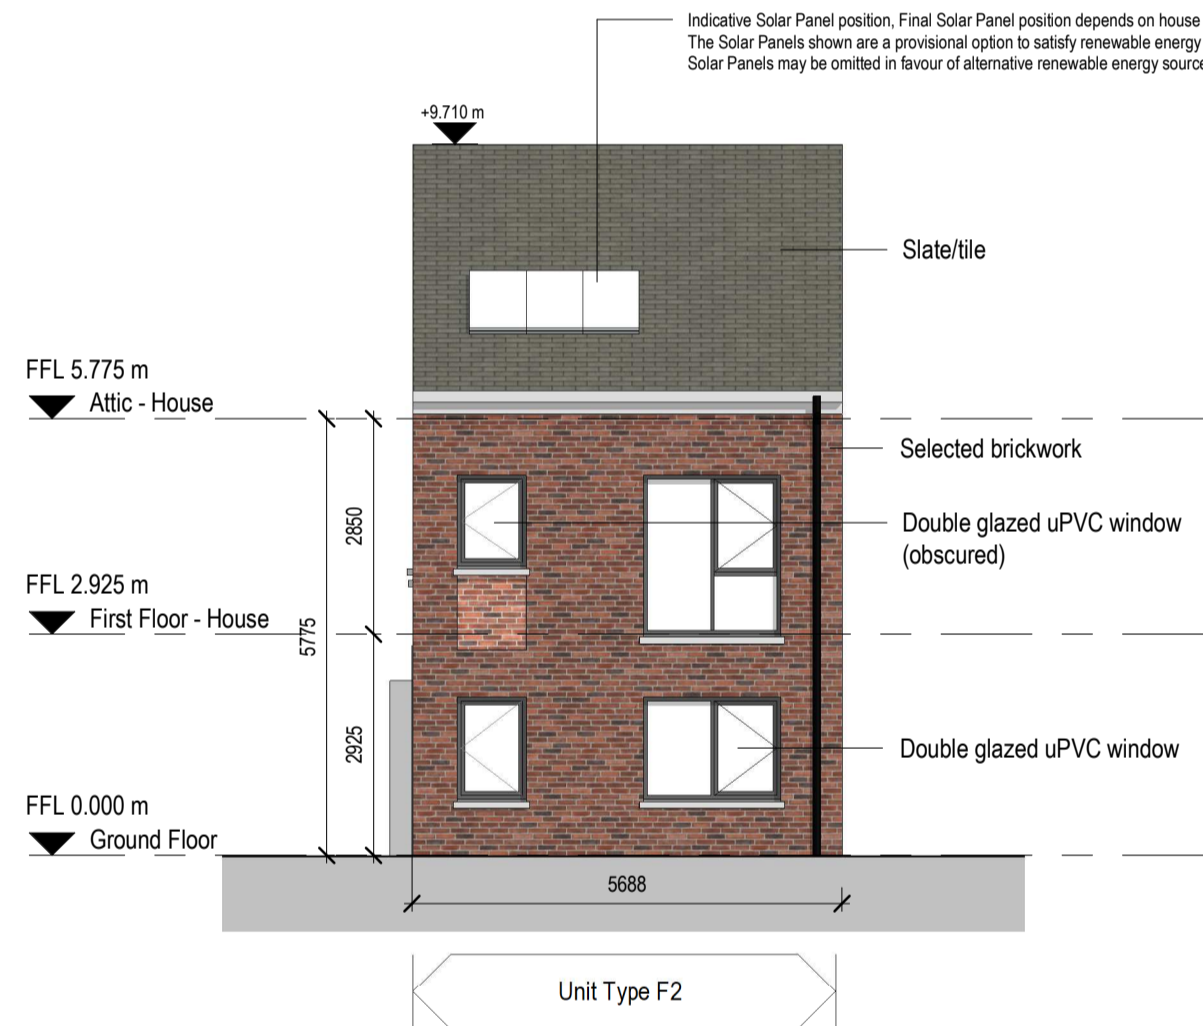 Indicative Solar Panel position, Final Solar Panel position depends on house
The Solar Panels shown are a provisional option to satisfy renewable energy
Solar Panels may be omitted in favour of alternative renewable energy source
+9.710 m
Slate/tile
FFL 5.775 m
Attic - House
Selected brickwork
2850
Double glazed uPVC window
(obscured)
FFL 2.925 m
First Floor - House
5775
2925
Double glazed uPVC window
FFL 0.000 m
Ground Floor
5688
Unit Type F2